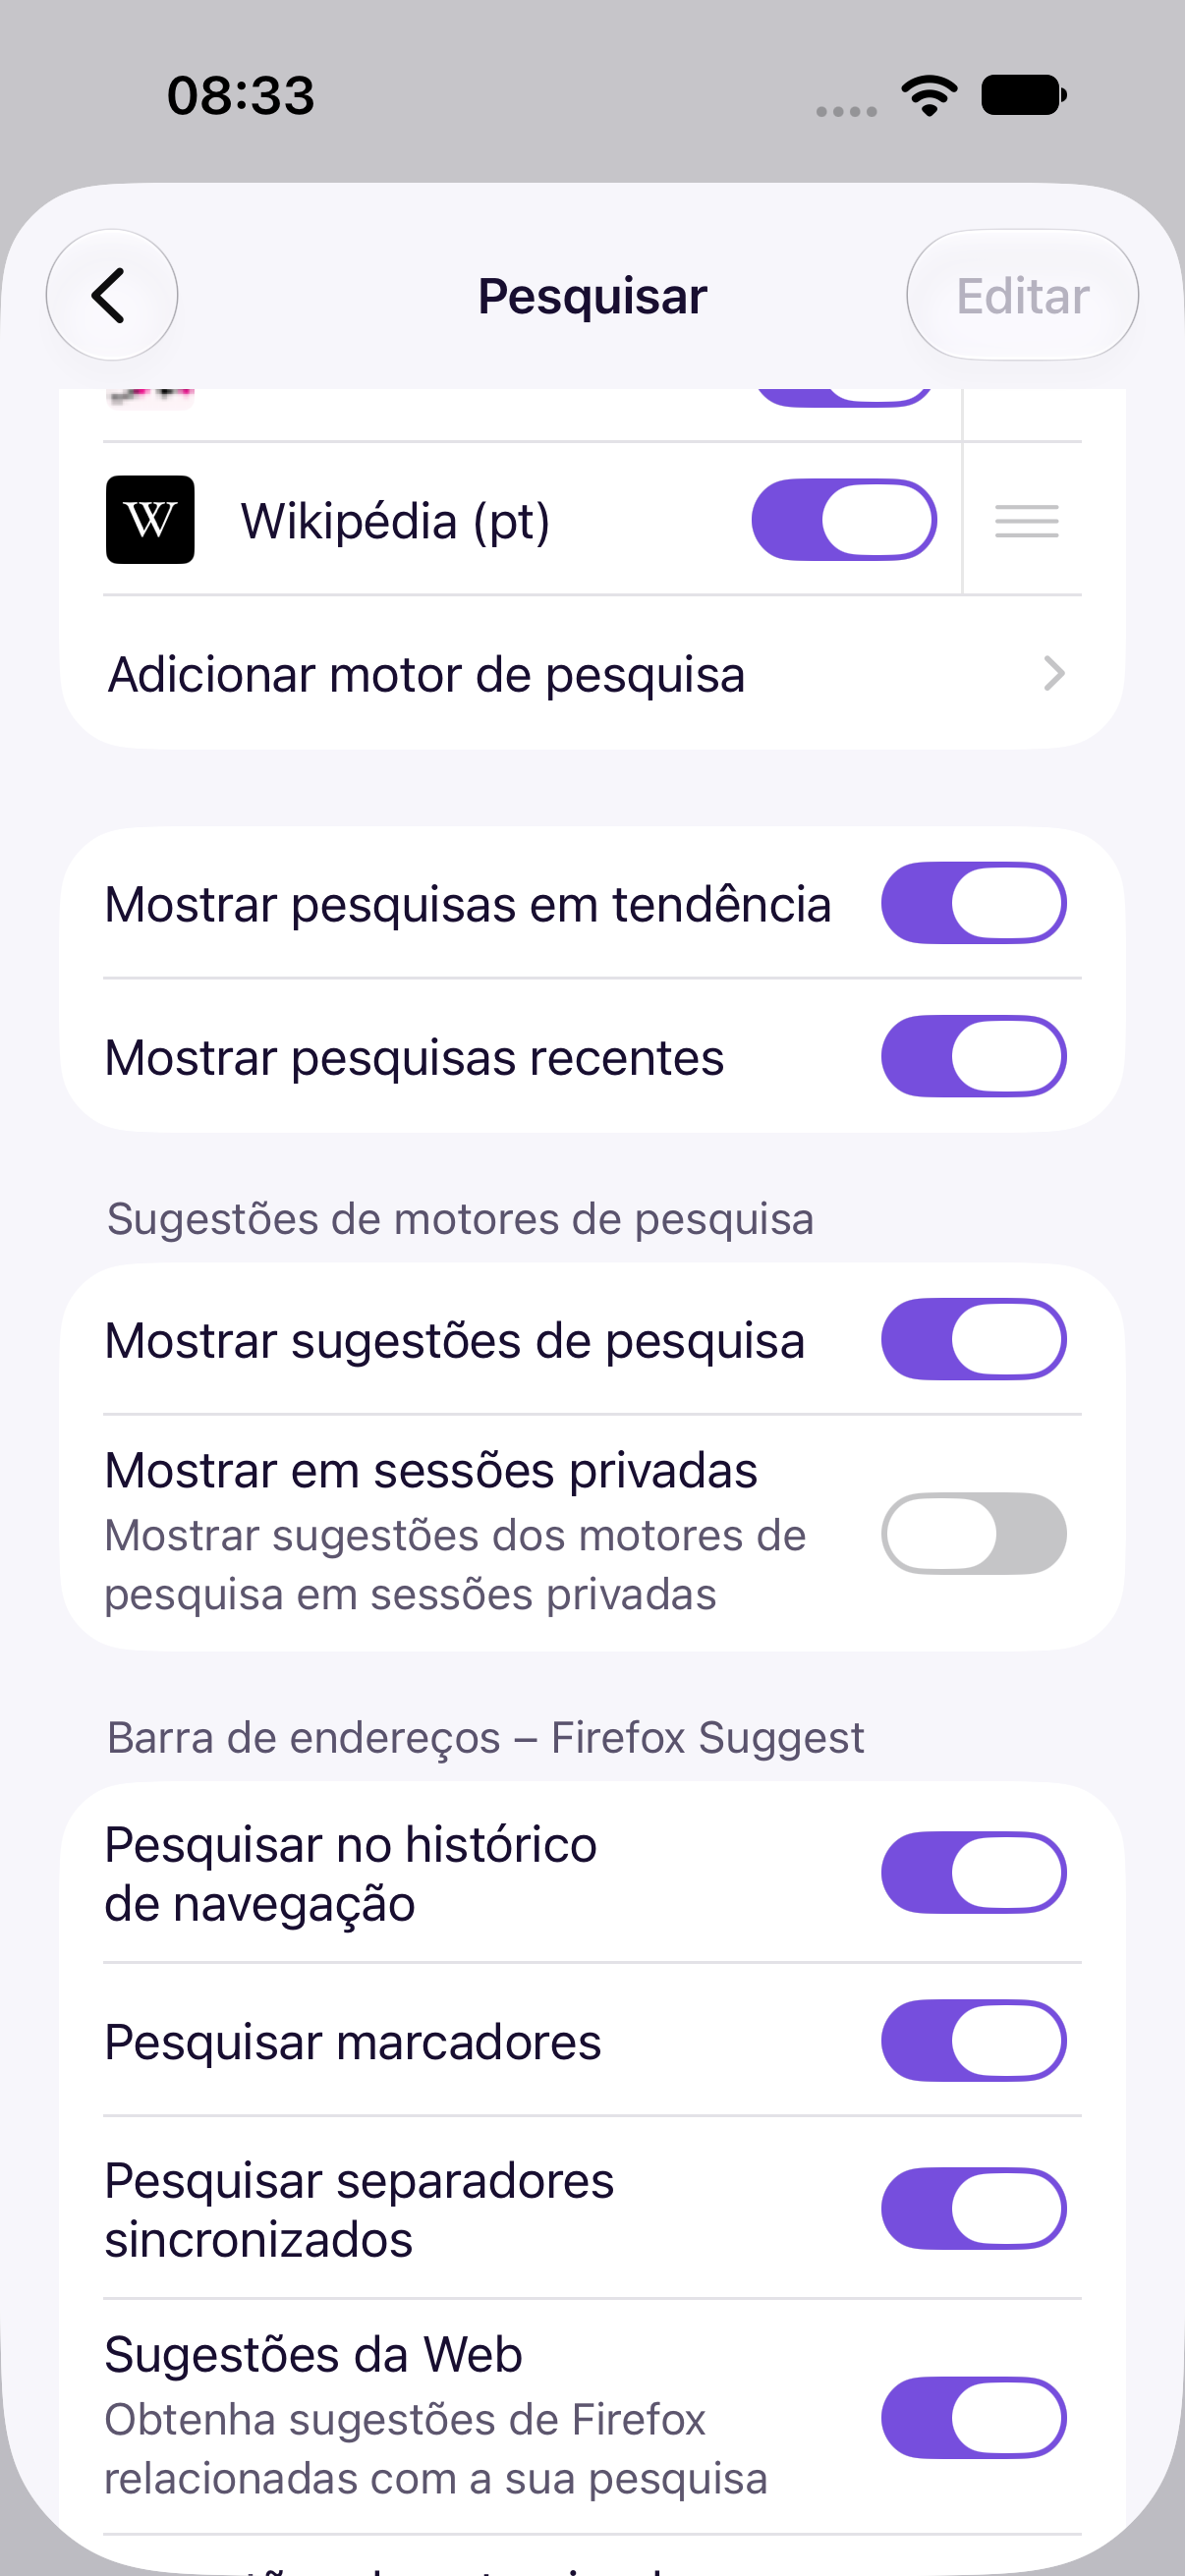 08:33
Pesquisar
Editar
W
Wikipédia (pt)
Adicionar motor de pesquisa
Mostrar pesquisas em tendência
Mostrar pesquisas recentes
Sugestões de motores de pesquisa
Mostrar sugestões de pesquisa
Mostrar em sessões privadas
Mostrar sugestões dos motores de
pesquisa em sessões privadas
Barra de endereços – Firefox Suggest
Pesquisar no histórico
de navegação
Pesquisar marcadores
Pesquisar separadores
sincronizados
Sugestões da Web
Obtenha sugestões de Firefox
relacionadas com a sua pesquisa